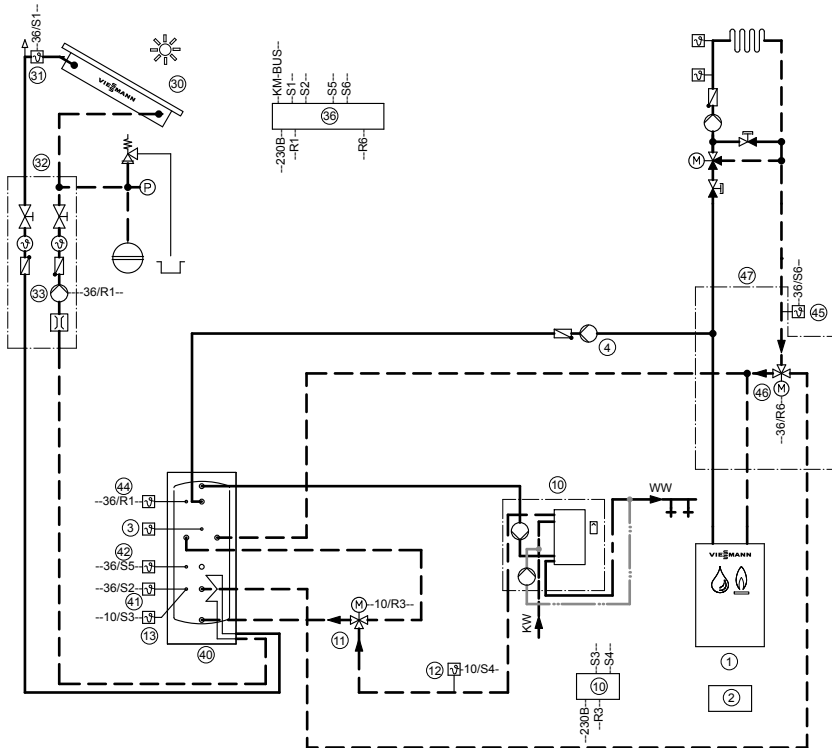 --36/S1--
31
VIESMANN
30
--KM-BUS--
--S1--
--S2--
--S5--
--S6--
36
--230B--
--R1--
--R6--
32
P
33
---36/R1--
M
47
--36/S6--
45
4
46
M
--36/R6--
44
--36/R1--
3
42
--36/S5--
--36/S2--
41
--10/S3--
13
40
M
--10/R3--
11
12
--10/S4-
10
WW
KW
--S3--
--S4--
10
--230B--
--R3--
VIESMANN
1
2